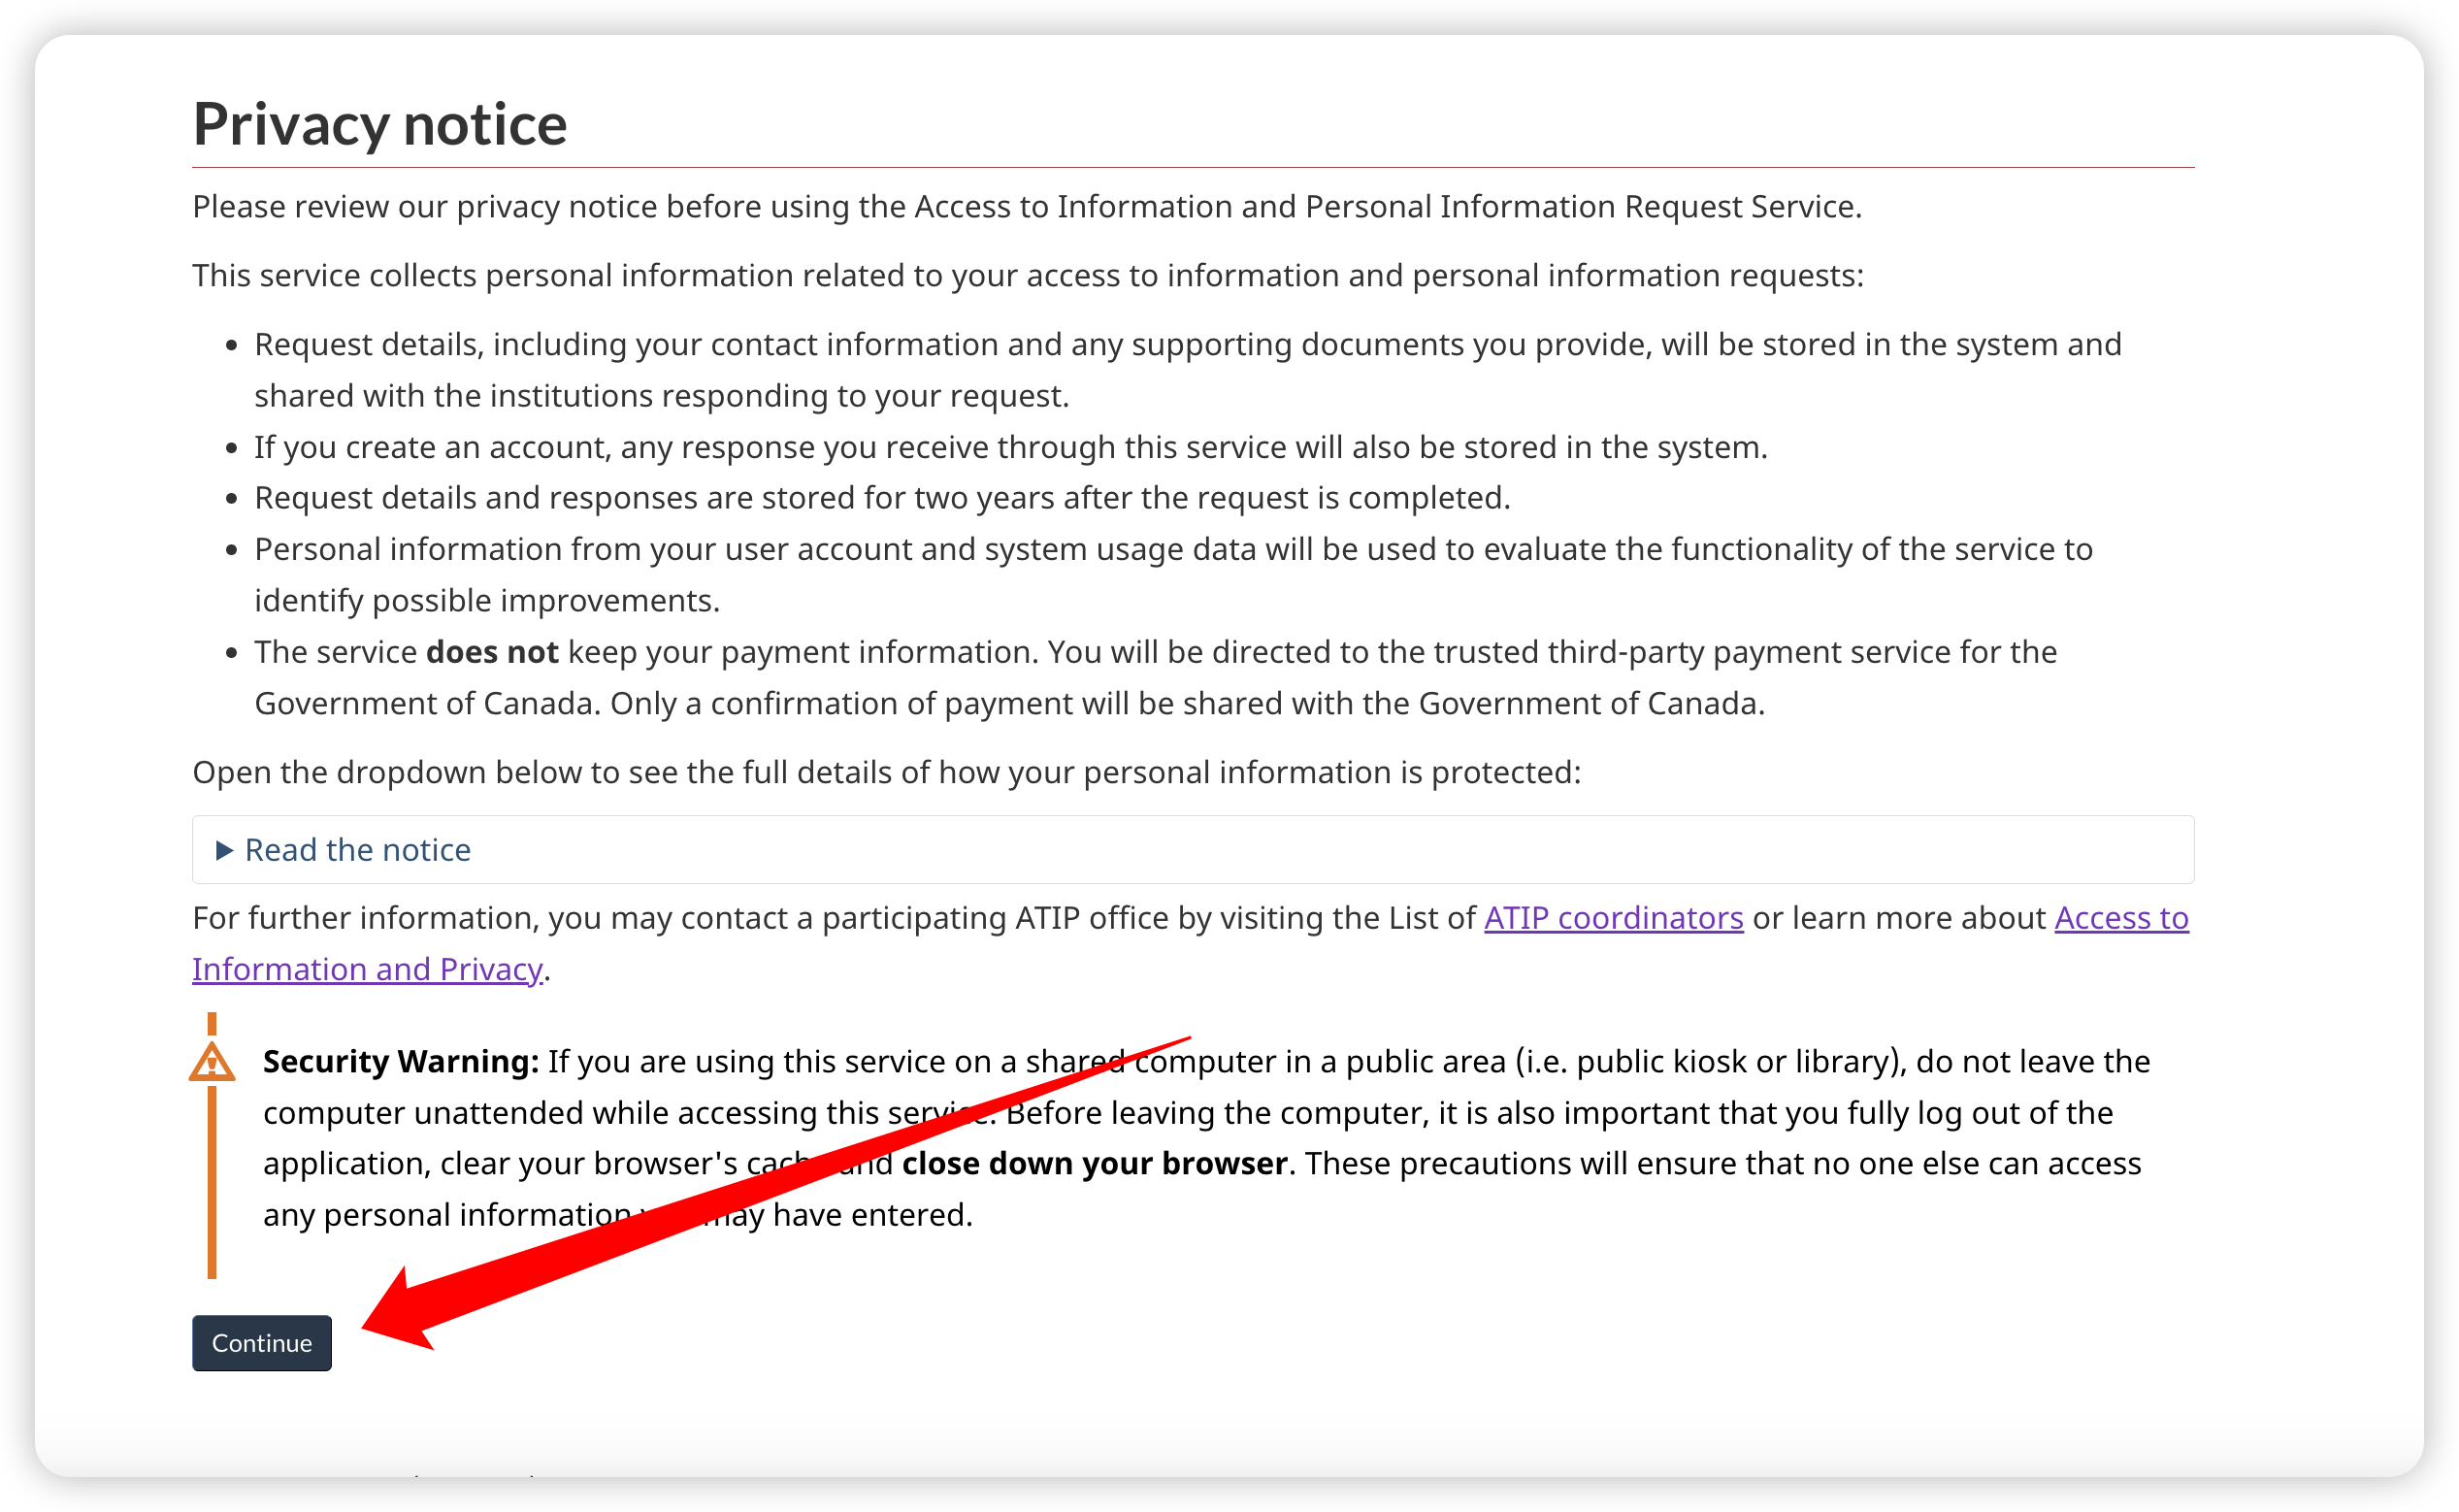 Privacy notice
Please review our privacy notice before using the Access to Information and Personal Information Request Service.
This service collects personal information related to your access to information and personal information requests:
• Request details, including your contact information and any supporting documents you provide, will be stored in the system and
shared with the institutions responding to your request.
• If you create an account, any response you receive through this service will also be stored in the system.
• Request details and responses are stored for two years after the request is completed.
• Personal information from your user account and system usage data will be used to evaluate the functionality of the service to
identify possible improvements.
• The service does not keep your payment information. You will be directed to the trusted third-party payment service for the
Government of Canada. Only a confirmation of payment will be shared with the Government of Canada.
Open the dropdown below to see the full details of how your personal information is protected:
▶ Read the notice
For further information, you may contact a participating ATIP office by visiting the List of ATIP coordinators or learn more about Access to
Information and Privacy.
Security Warning: If you are using this service on a shared computer in a public area (i.e. public kiosk or library), do not leave the
computer unattended while accessing this service. Before leaving the computer, it is also important that you fully log out of the
application, clear your browser's cache and close down your browser. These precautions will ensure that no one else can access
any personal information may have entered.
Continue